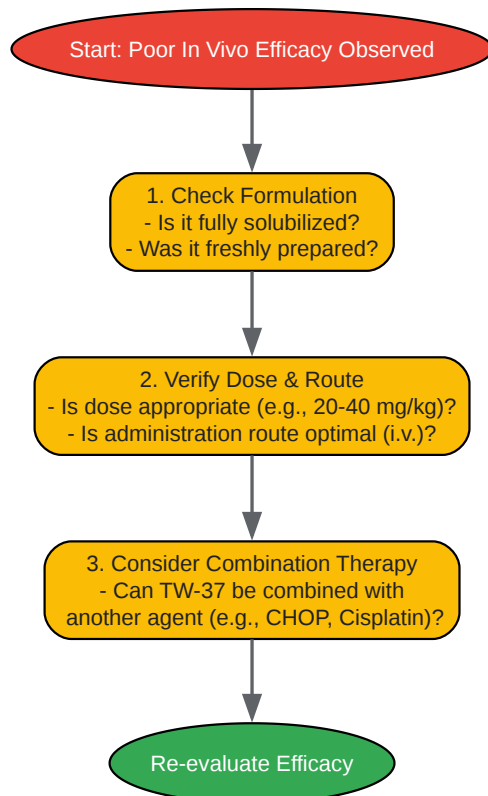 Start: Poor In Vivo Efficacy Observed
1. Check Formulation
- Is it fully solubilized?
- Was it freshly prepared?
2. Verify Dose & Route
- Is dose appropriate (e.g., 20-40 mg/kg)?
- Is administration route optimal (i.v.)?
3. Consider Combination Therapy
- Can TW-37 be combined with
another agent (e.g., CHOP, Cisplatin)?
Re-evaluate Efficacy